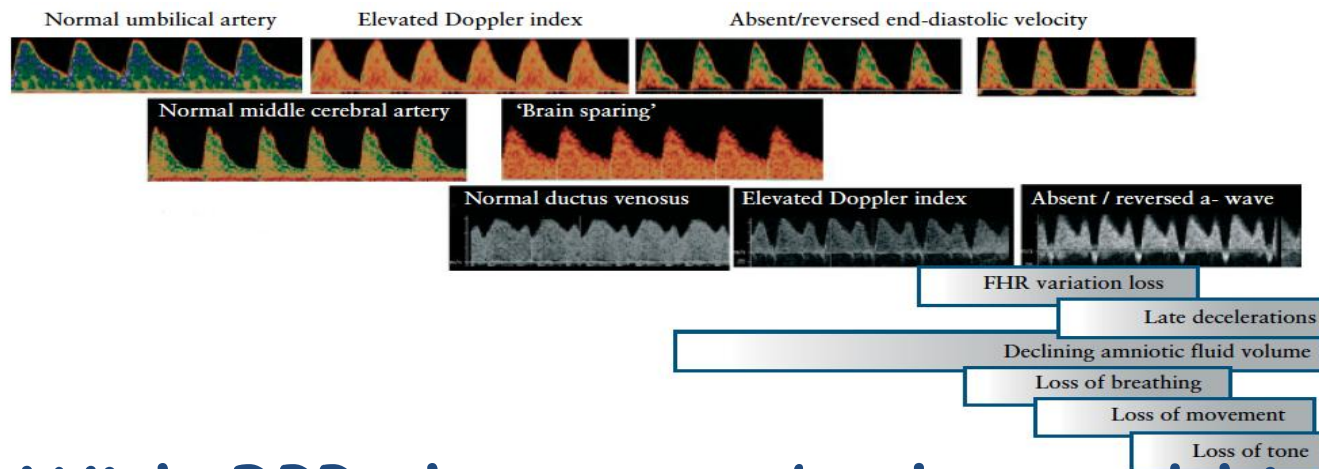 Normal umbilical artery Elevated Doppler index Absent/reversed end-diastolic velocity
Normal middle cerebral artery 'Brain sparing'
Normal ductus venosus Elevated Doppler index Absent / reversed a- wave
FHR variation loss
Late decelerations
Declining amniotic fluid volume
Loss of breathing
Loss of movement
Loss of tone